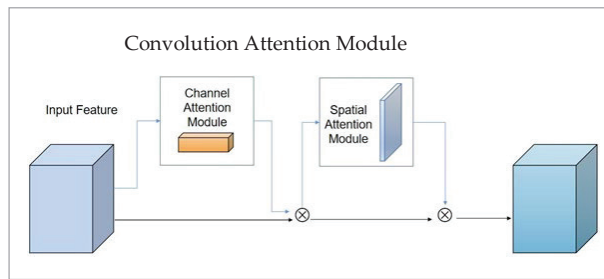 Convolution Attention Module
Input Feature
Channel
Attention
Module
Spatial
Attention
Module